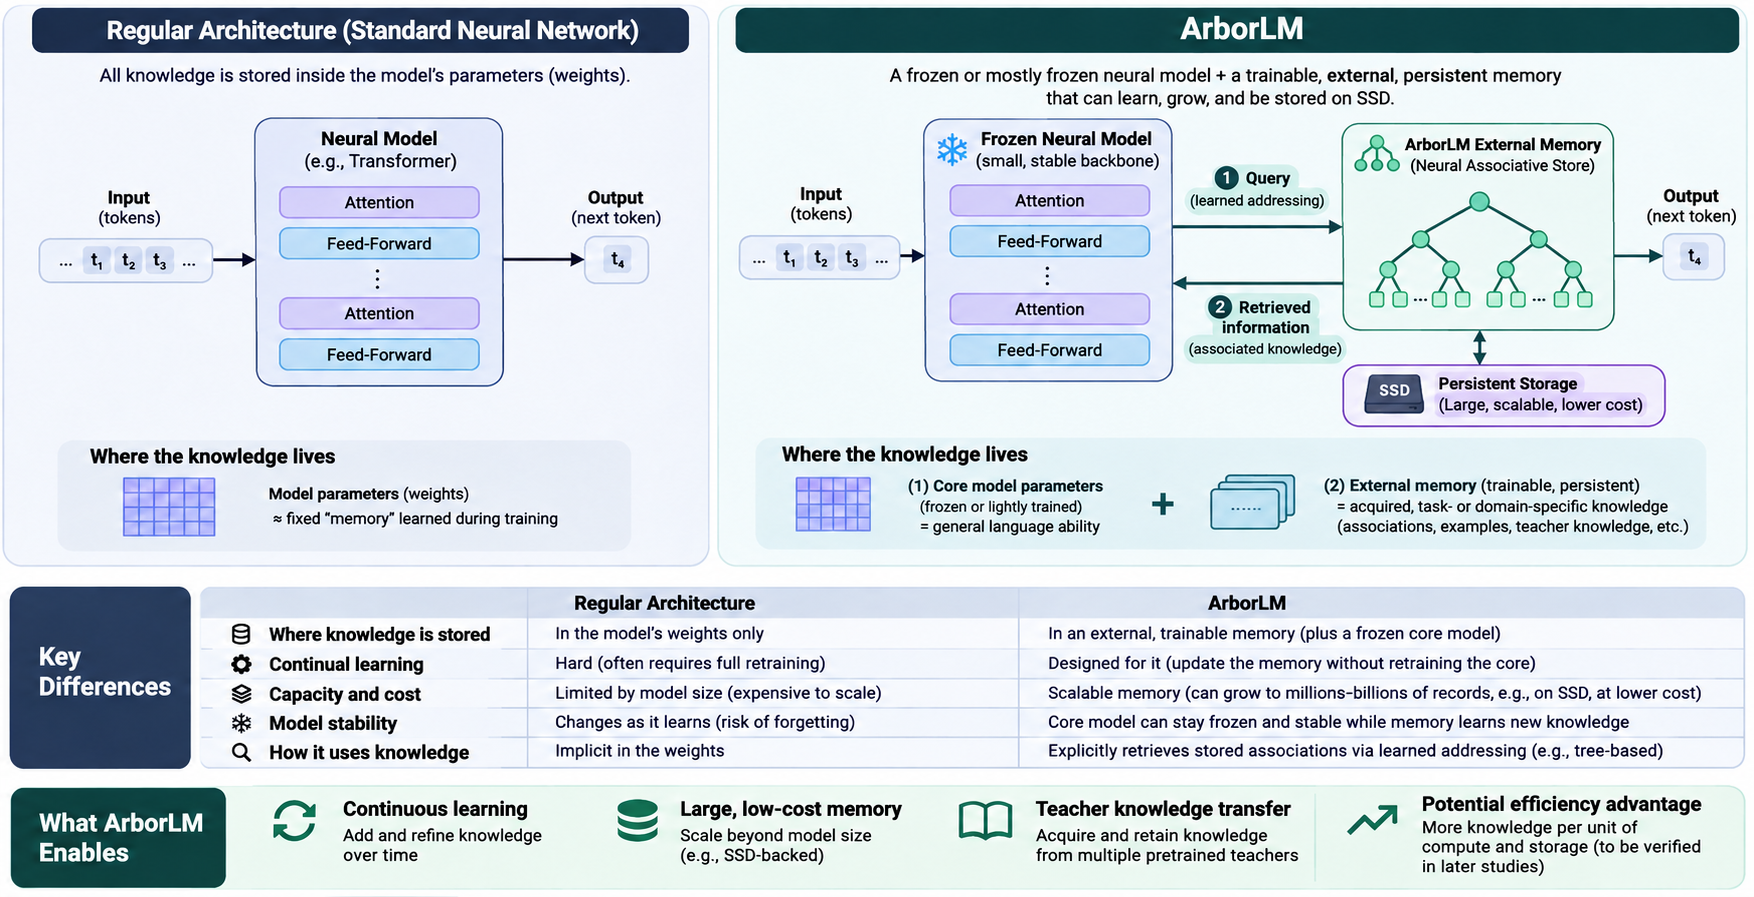 Regular Architecture (Standard Neural Network)
All knowledge is stored inside the model's parameters (weights).
Input
(tokens)
... t1 t2 t3 ...
Neural Model
(e.g., Transformer)
Attention
Feed-Forward
⋮
Attention
Feed-Forward
Output
(next token)
t4
Where the knowledge lives
Model parameters (weights)
≈ fixed “memory” learned during training
ArborLM
A frozen or mostly frozen neural model + a trainable, external, persistent memory
that can learn, grow, and be stored on SSD.
Input
(tokens)
... t1 t2 t3 ...
Frozen Neural Model
(small, stable backbone)
Attention
Feed-Forward
⋮
Attention
Feed-Forward
1 Query
(learned addressing)
2 Retrieved
information
(associated knowledge)
ArborLM External Memory
(Neural Associative Store)
... ...
Output
(next token)
t4
SSD
Persistent Storage
(Large, scalable, lower cost)
Where the knowledge lives
(1) Core model parameters
(frozen or lightly trained)
= general language ability
+
......
(2) External memory (trainable, persistent)
= acquired, task- or domain-specific knowledge
(associations, examples, teacher knowledge, etc.)
Key
Differences
Regular Architecture ArborLM
Where knowledge is stored In the model's weights only In an external, trainable memory (plus a frozen core model)
Continual learning Hard (often requires full retraining) Designed for it (update the memory without retraining the core)
Capacity and cost Limited by model size (expensive to scale) Scalable memory (can grow to millions–billions of records, e.g., on SSD, at lower cost)
Model stability Changes as it learns (risk of forgetting) Core model can stay frozen and stable while memory learns new knowledge
How it uses knowledge Implicit in the weights Explicitly retrieves stored associations via learned addressing (e.g., tree-based)
What ArborLM
Enables
Continuous learning
Add and refine knowledge
over time
Large, low-cost memory
Scale beyond model size
(e.g., SSD-backed)
Teacher knowledge transfer
Acquire and retain knowledge
from multiple pretrained teachers
Potential efficiency advantage
More knowledge per unit of
compute and storage (to be verified
in later studies)